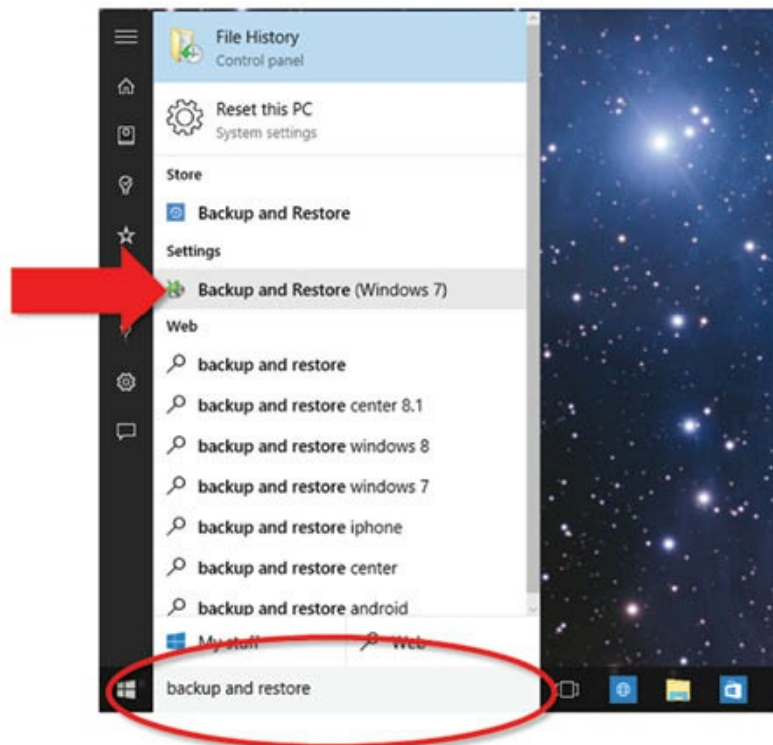 File History
Control panel
Reset this PC
System settings
Store
Backup and Restore
Settings
Backup and Restore (Windows 7)
Web
backup and restore
backup and restore center 8.1
backup and restore windows 8
backup and restore windows 7
backup and restore iphone
backup and restore center
backup and restore android
My stuff Web
backup and restore